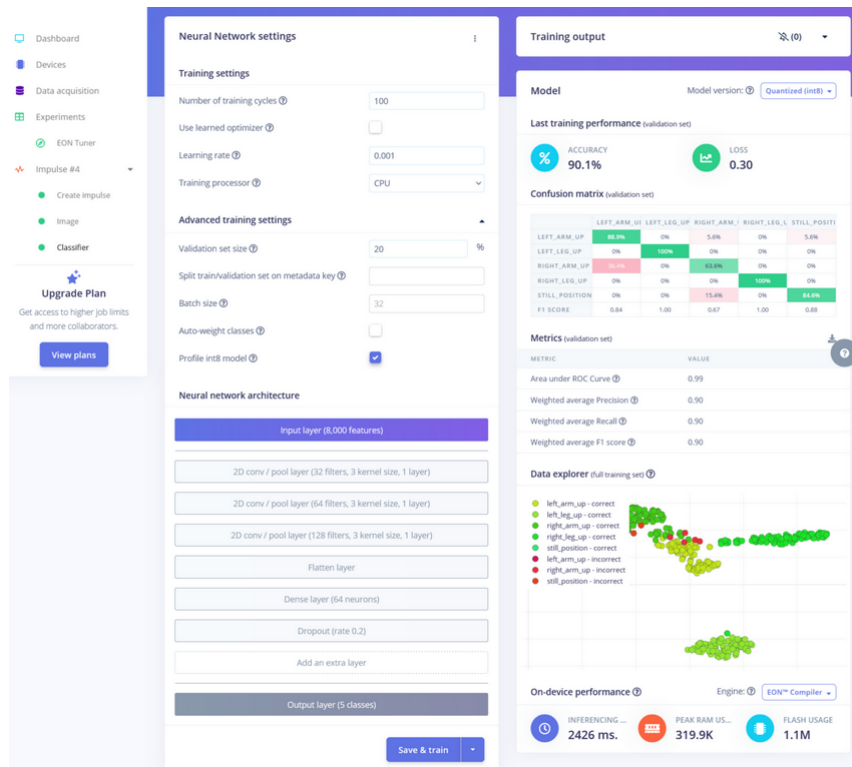 Dashboard
Devices
Data acquisition
Experiments
EON Tuner
Impulse #4
Create impulse
Image
Classifier
Upgrade Plan
Get access to higher job limits
and more collaborators.
View plans
Neural Network settings
Training settings
Number of training cycles
100
Use learned optimizer
Learning rate
0.001
Training processor
CPU
Advanced training settings
Validation set size
20
%
Split train/validation set on metadata key
Batch size
32
Auto-weight classes
Profile int8 model
Neural network architecture
Input layer (8,000 features)
2D conv / pool layer (32 filters, 3 kernel size, 1 layer)
2D conv / pool layer (64 filters, 3 kernel size, 1 layer)
2D conv / pool layer (128 filters, 3 kernel size, 1 layer)
Flatten layer
Dense layer (64 neurons)
Dropout (rate 0.2)
Add an extra layer
Output layer (5 classes)
Save & train
Training output
(0)
Model
Model version:
Quantized (int8)
Last training performance (validation set)
%
ACCURACY
90.1%
LOSS
0.30
Confusion matrix (validation set)
LEFT_ARM_UI LEFT_LEG_UP RIGHT_ARM_ RIGHT_LEG_L STILL_POSITI
LEFT_ARM_UP 88.9% 0% 5.6% 0% 5.6%
LEFT_LEG_UP 0% 100% 0% 0% 0%
RIGHT_ARM_UP 36.4% 0% 63.6% 0% 0%
RIGHT_LEG_UP 0% 0% 0% 100% 0%
STILL_POSITION 0% 0% 15.4% 0% 84.6%
F1 SCORE 0.84 1.00 0.67 1.00 0.88
Metrics (validation set)
METRIC VALUE
Area under ROC Curve 0.99
Weighted average Precision 0.90
Weighted average Recall 0.90
Weighted average F1 score 0.90
Data explorer (full training set)
left_arm_up - correct
left_leg_up - correct
right_arm_up - correct
right_leg_up - correct
still_position - correct
left_arm_up - incorrect
right_arm_up - incorrect
still_position - incorrect
On-device performance
Engine:
EON™ Compiler
INFERENCING ...
2426 ms.
PEAK RAM US...
319.9K
FLASH USAGE
1.1M